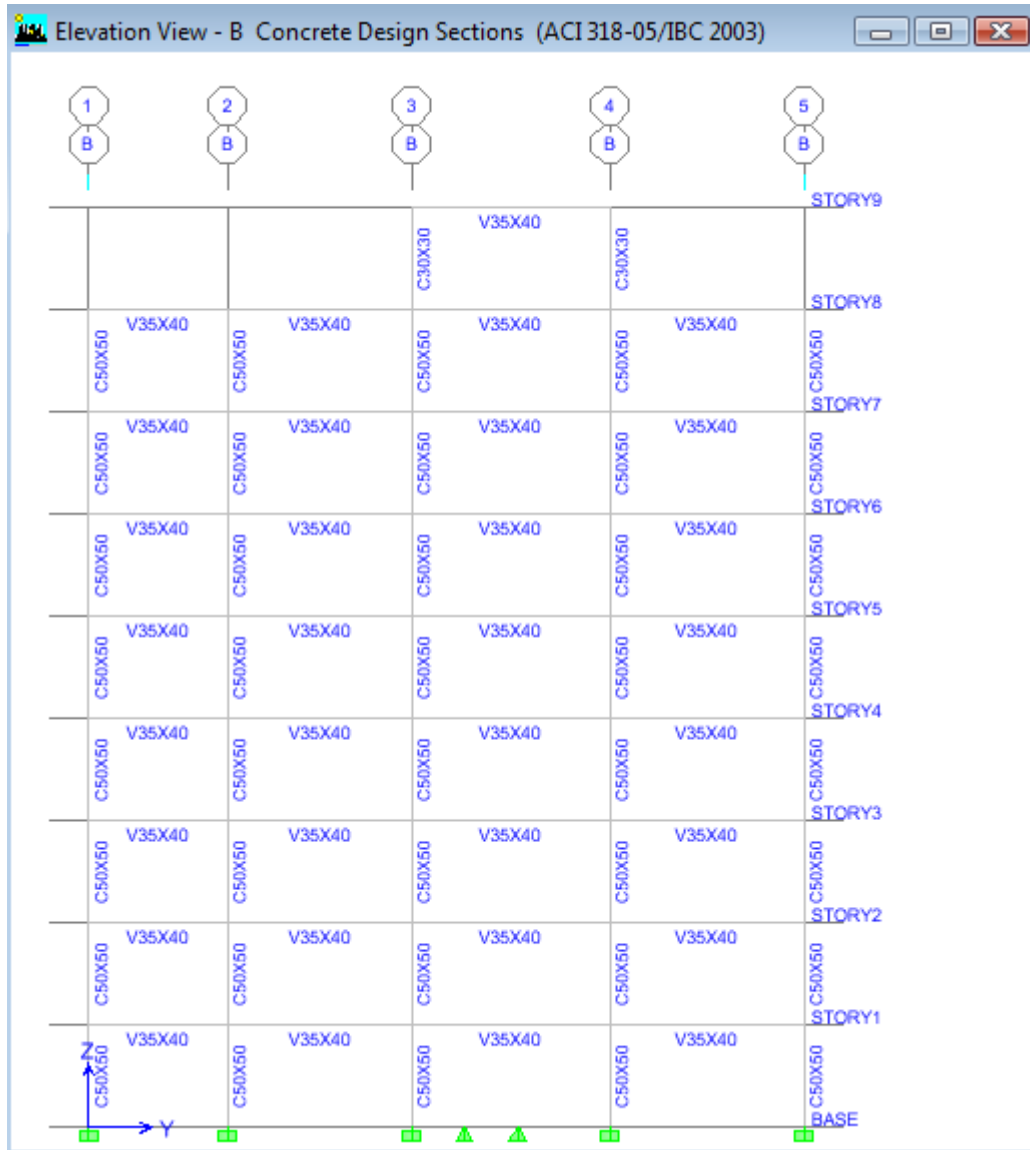 Elevation View - B Concrete Design Sections (ACI 318-05/IBC 2003)
1 2 3 4 5
B B B B B
STORY9
V35X40
C30X30 C30X30
STORY8
V35X40 V35X40 V35X40 V35X40
C50X50 C50X50 C50X50 C50X50 C50X50
STORY7
V35X40 V35X40 V35X40 V35X40
C50X50 C50X50 C50X50 C50X50 C50X50
STORY6
V35X40 V35X40 V35X40 V35X40
C50X50 C50X50 C50X50 C50X50 C50X50
STORY5
V35X40 V35X40 V35X40 V35X40
C50X50 C50X50 C50X50 C50X50 C50X50
STORY4
V35X40 V35X40 V35X40 V35X40
C50X50 C50X50 C50X50 C50X50 C50X50
STORY3
V35X40 V35X40 V35X40 V35X40
C50X50 C50X50 C50X50 C50X50 C50X50
STORY2
V35X40 V35X40 V35X40 V35X40
C50X50 C50X50 C50X50 C50X50 C50X50
STORY1
V35X40 V35X40 V35X40 V35X40
Z
C50X50 C50X50 C50X50 C50X50 C50X50
BASE
Y